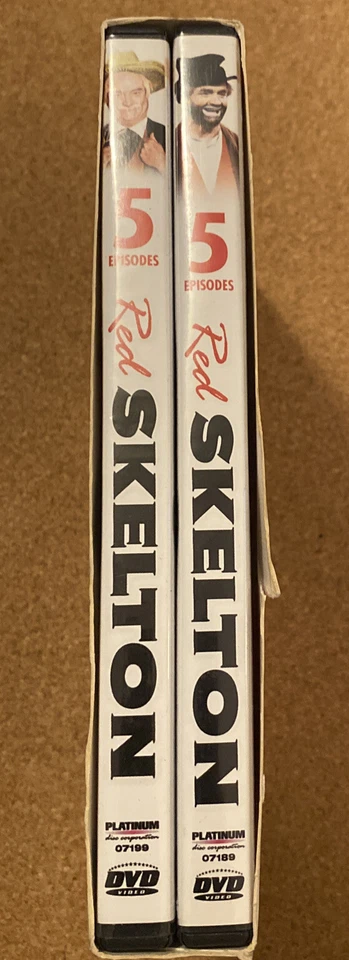 5
EPISODES
Red
SKELTON
PLATINUM
disc corporation
07199
DVD
VIDEO
5
EPISODES
Red
SKELTON
PLATINUM
disc corporation
07189
DVD
VIDEO